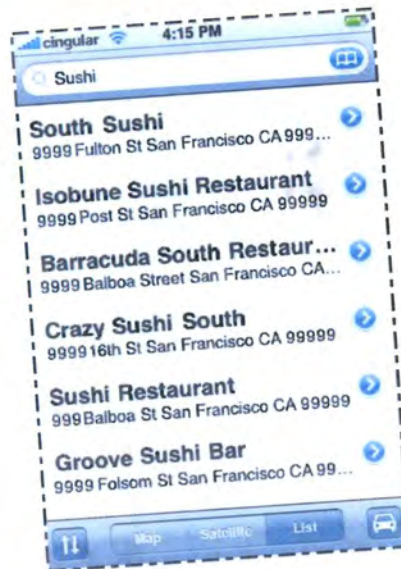 cingular 4:15 PM
Sushi
South Sushi
9999 Fulton St San Francisco CA 999...
Isobune Sushi Restaurant
9999 Post St San Francisco CA 99999
Barracuda South Restaur...
9999 Balboa Street San Francisco CA...
Crazy Sushi South
9999 16th St San Francisco CA 99999
Sushi Restaurant
999 Balboa St San Francisco CA 99999
Groove Sushi Bar
9999 Folsom St San Francisco CA 99...
Map Satellite List